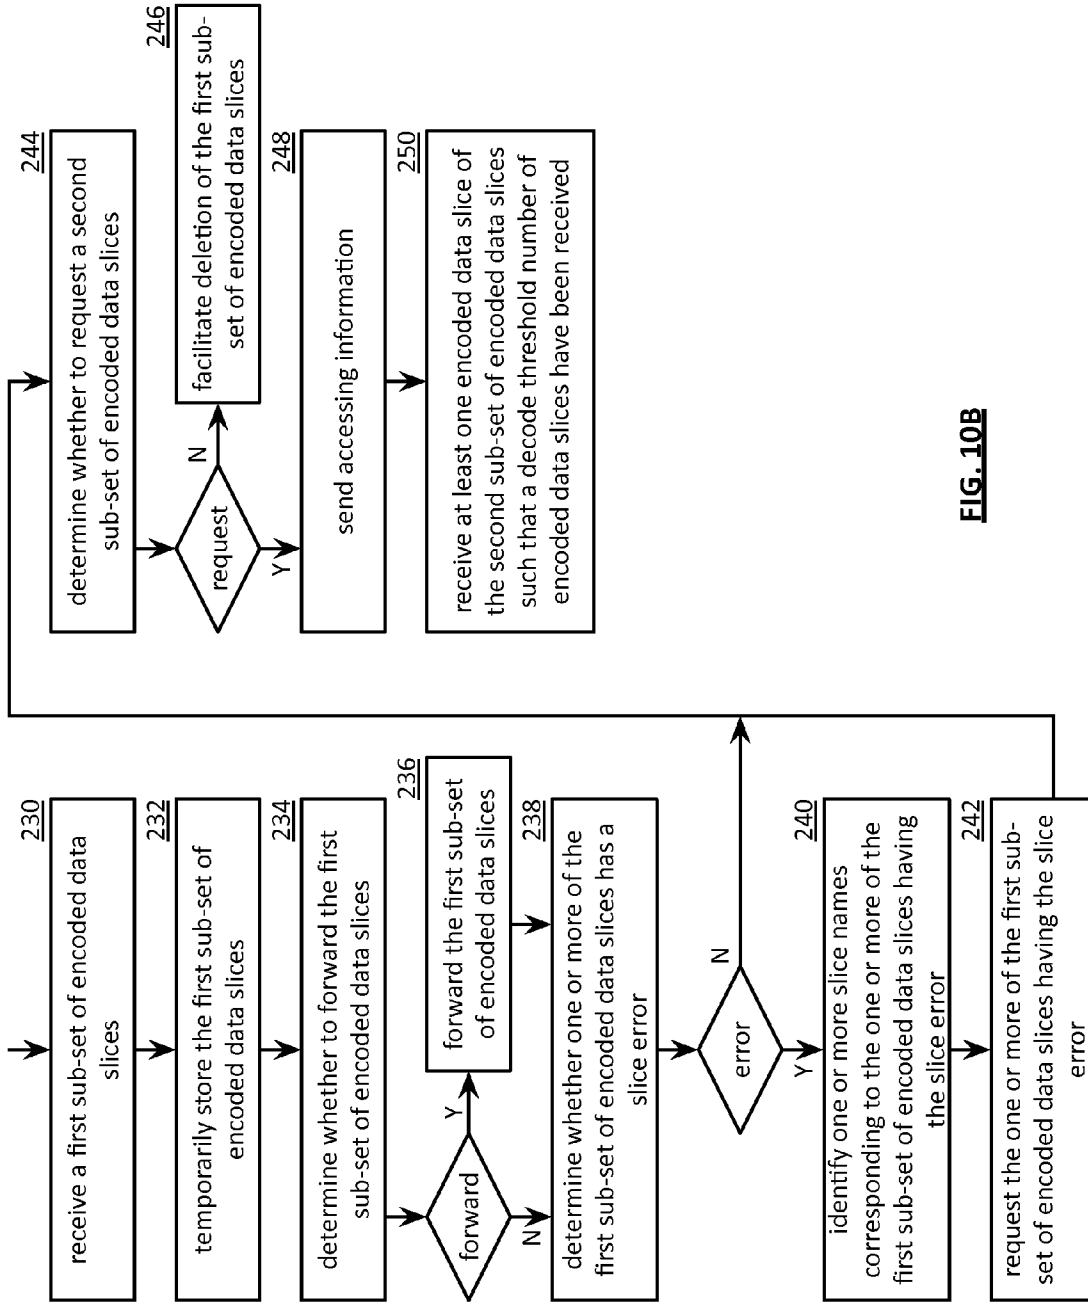 230
receive a first sub-set of encoded data
slices
232
temporarily store the first sub-set of
encoded data slices
234
determine whether to forward the first
sub-set of encoded data slices
forward
Y
N
236
forward the first sub-set
of encoded data slices
238
determine whether one or more of the
first sub-set of encoded data slices has a
slice error
error
N
Y
240
identify one or more slice names
corresponding to the one or more of the
first sub-set of encoded data slices having
the slice error
242
request the one or more of the first sub-
set of encoded data slices having the slice
error
244
determine whether to request a second
sub-set of encoded data slices
request
N
Y
246
facilitate deletion of the first sub-
set of encoded data slices
248
send accessing information
250
receive at least one encoded data slice of
the second sub-set of encoded data slices
such that a decode threshold number of
encoded data slices have been received
FIG. 10B